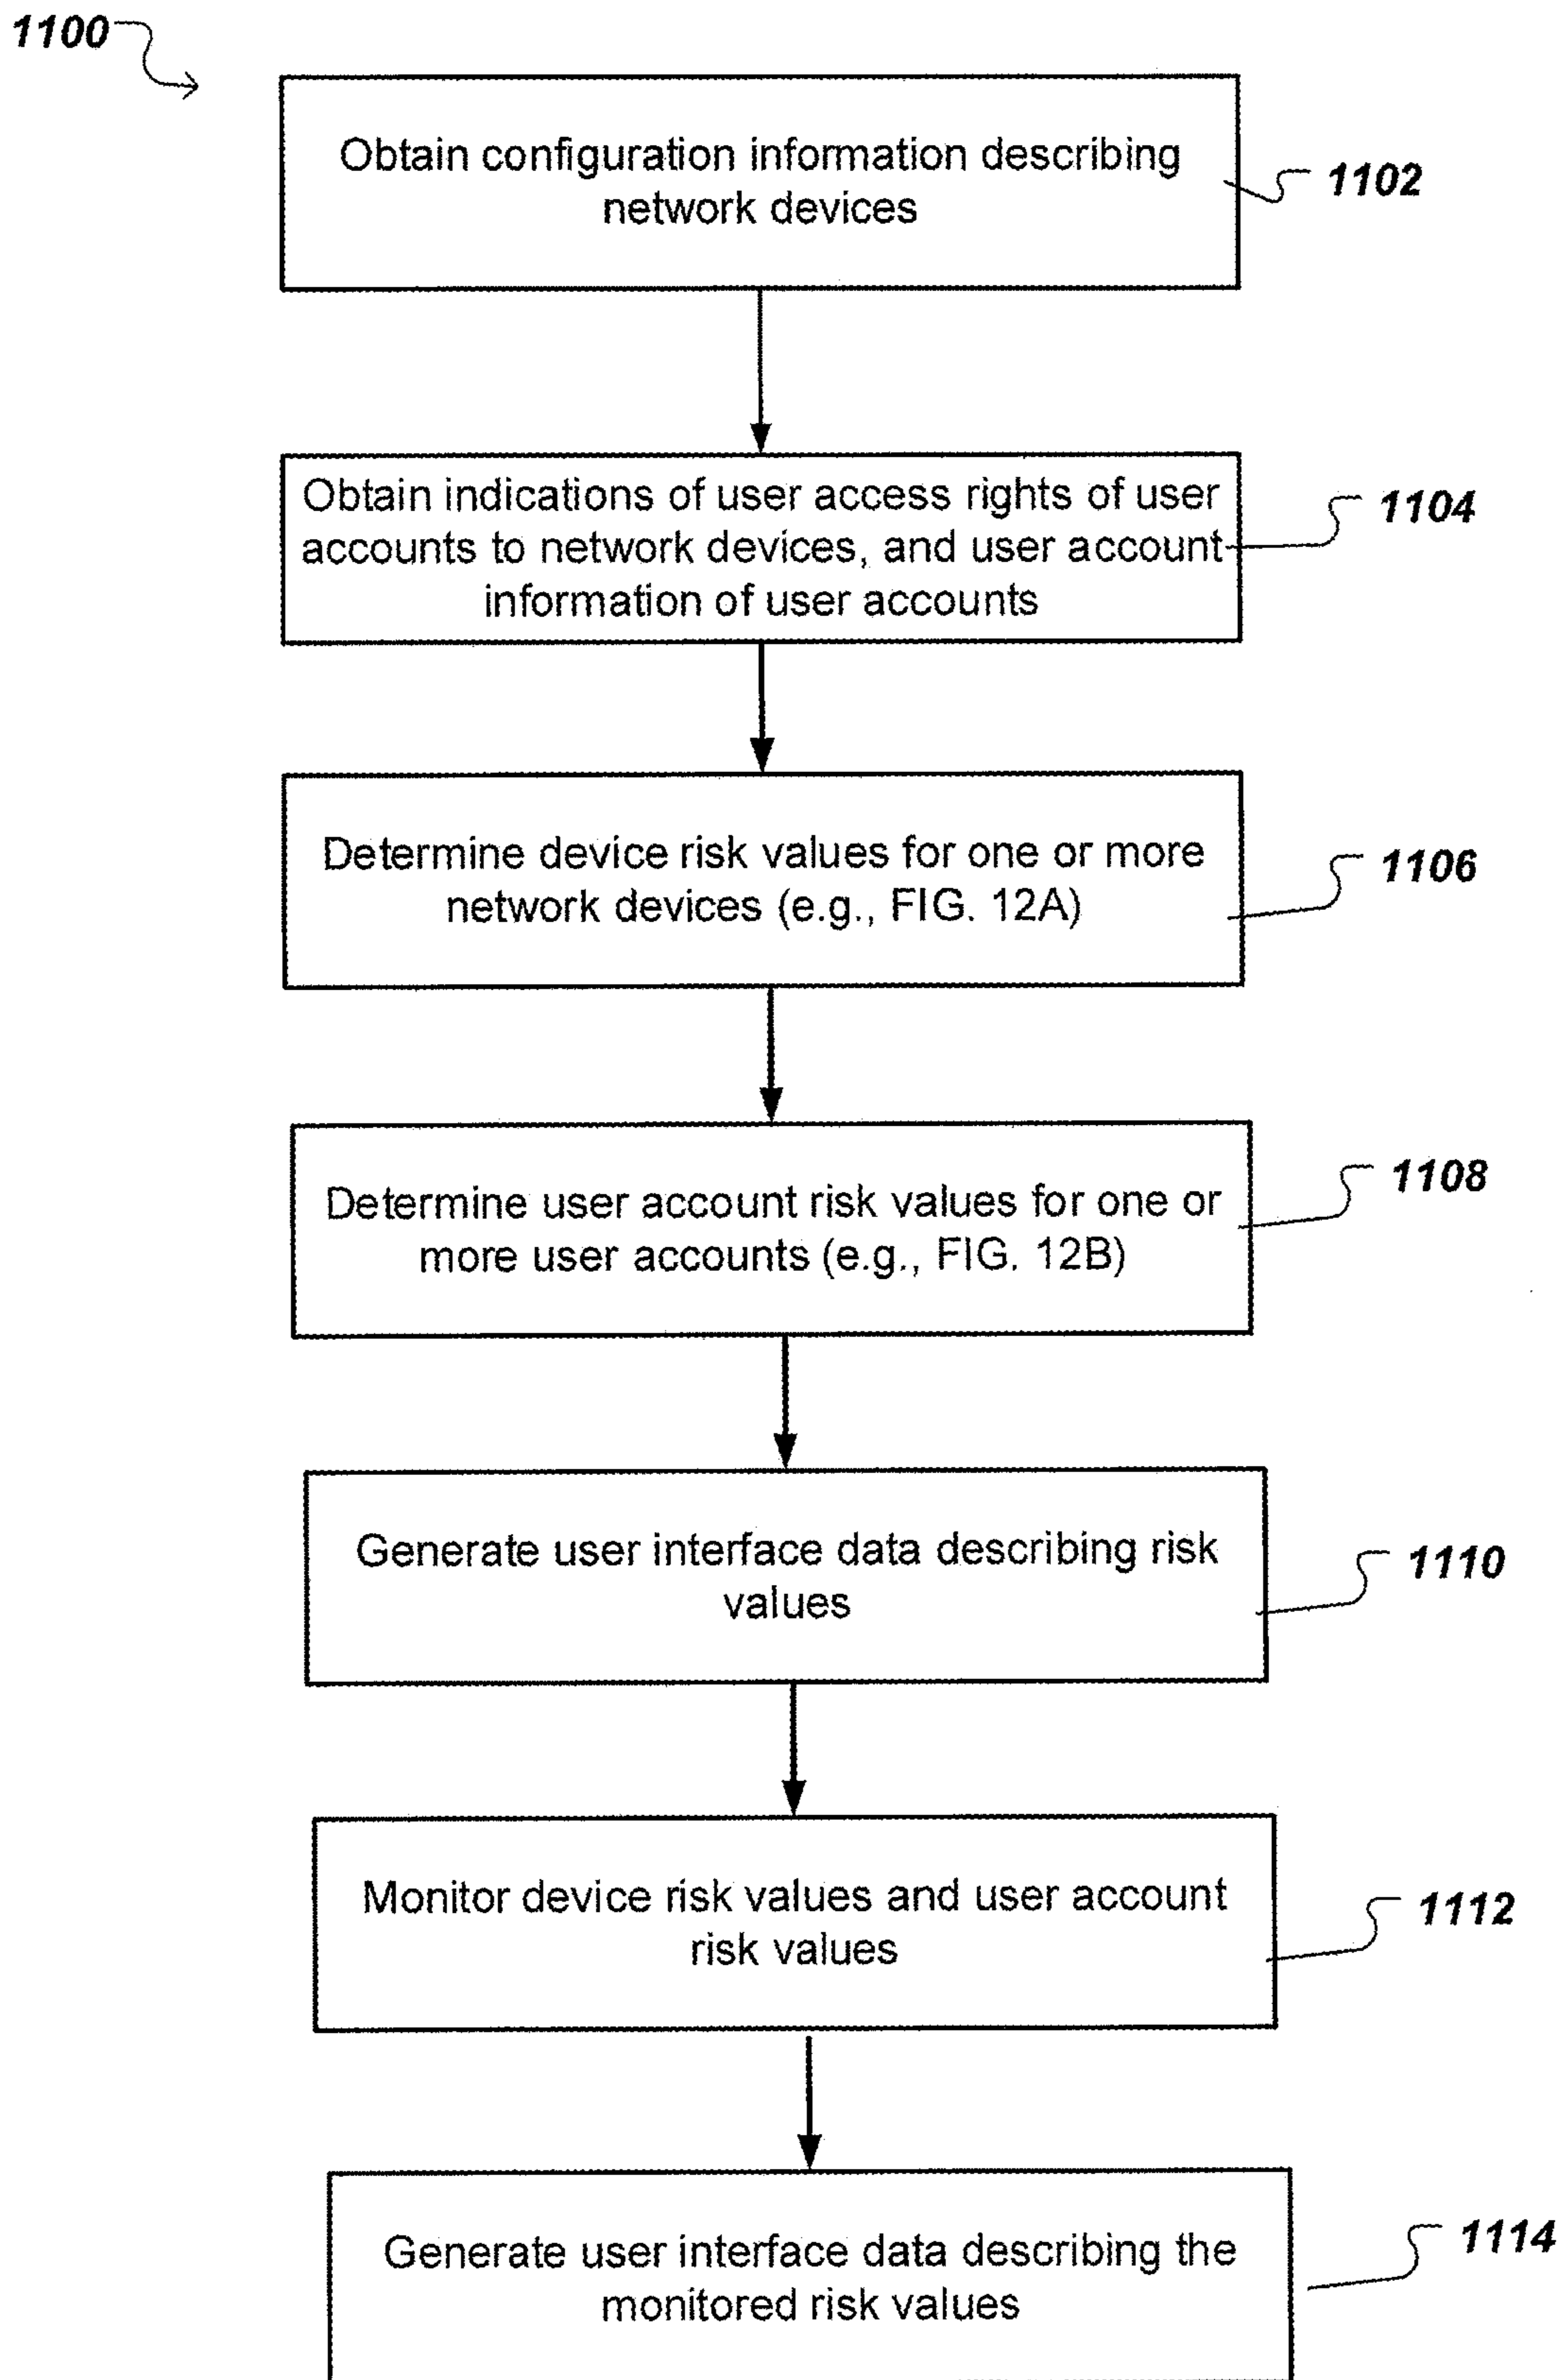 1100
Obtain configuration information describing
network devices
1102
Obtain indications of user access rights of user
accounts to network devices, and user account
information of user accounts
1104
Determine device risk values for one or more
network devices (e.g., FIG. 12A)
1106
Determine user account risk values for one or
more user accounts (e.g., FIG. 12B)
1108
Generate user interface data describing risk
values
1110
Monitor device risk values and user account
risk values
1112
Generate user interface data describing the
monitored risk values
1114